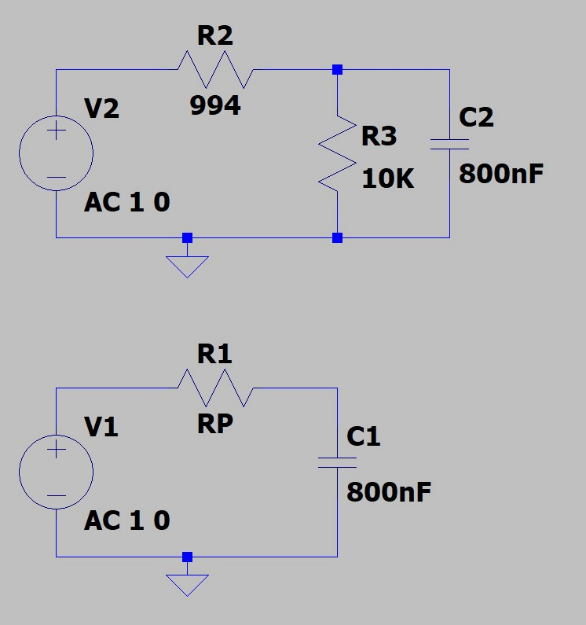 R2
994
V2
AC 1 0
R3
10K
C2
800nF
R1
RP
V1
AC 1 0
C1
800nF